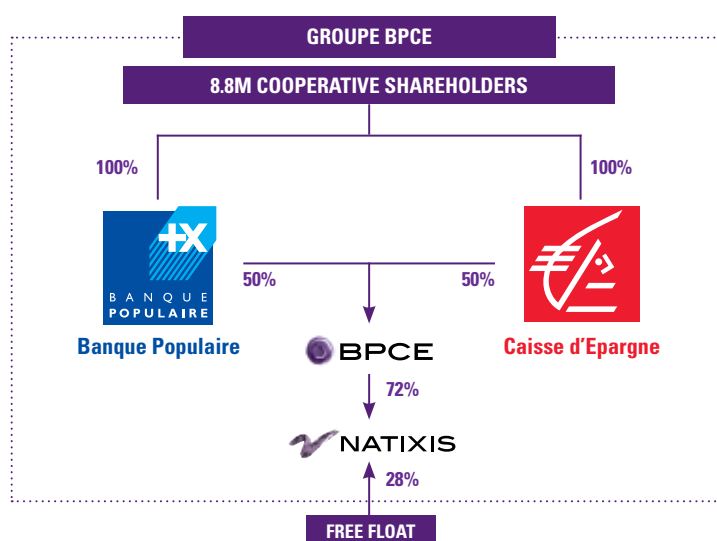 GROUPE BPCE
8.8M COOPERATIVE SHAREHOLDERS
100%
100%
+X
BANQUE
POPULAIRE
50%
50%
Banque Populaire
BPCE
Caisse d'Epargne
72%
NATIXIS
28%
FREE FLOAT